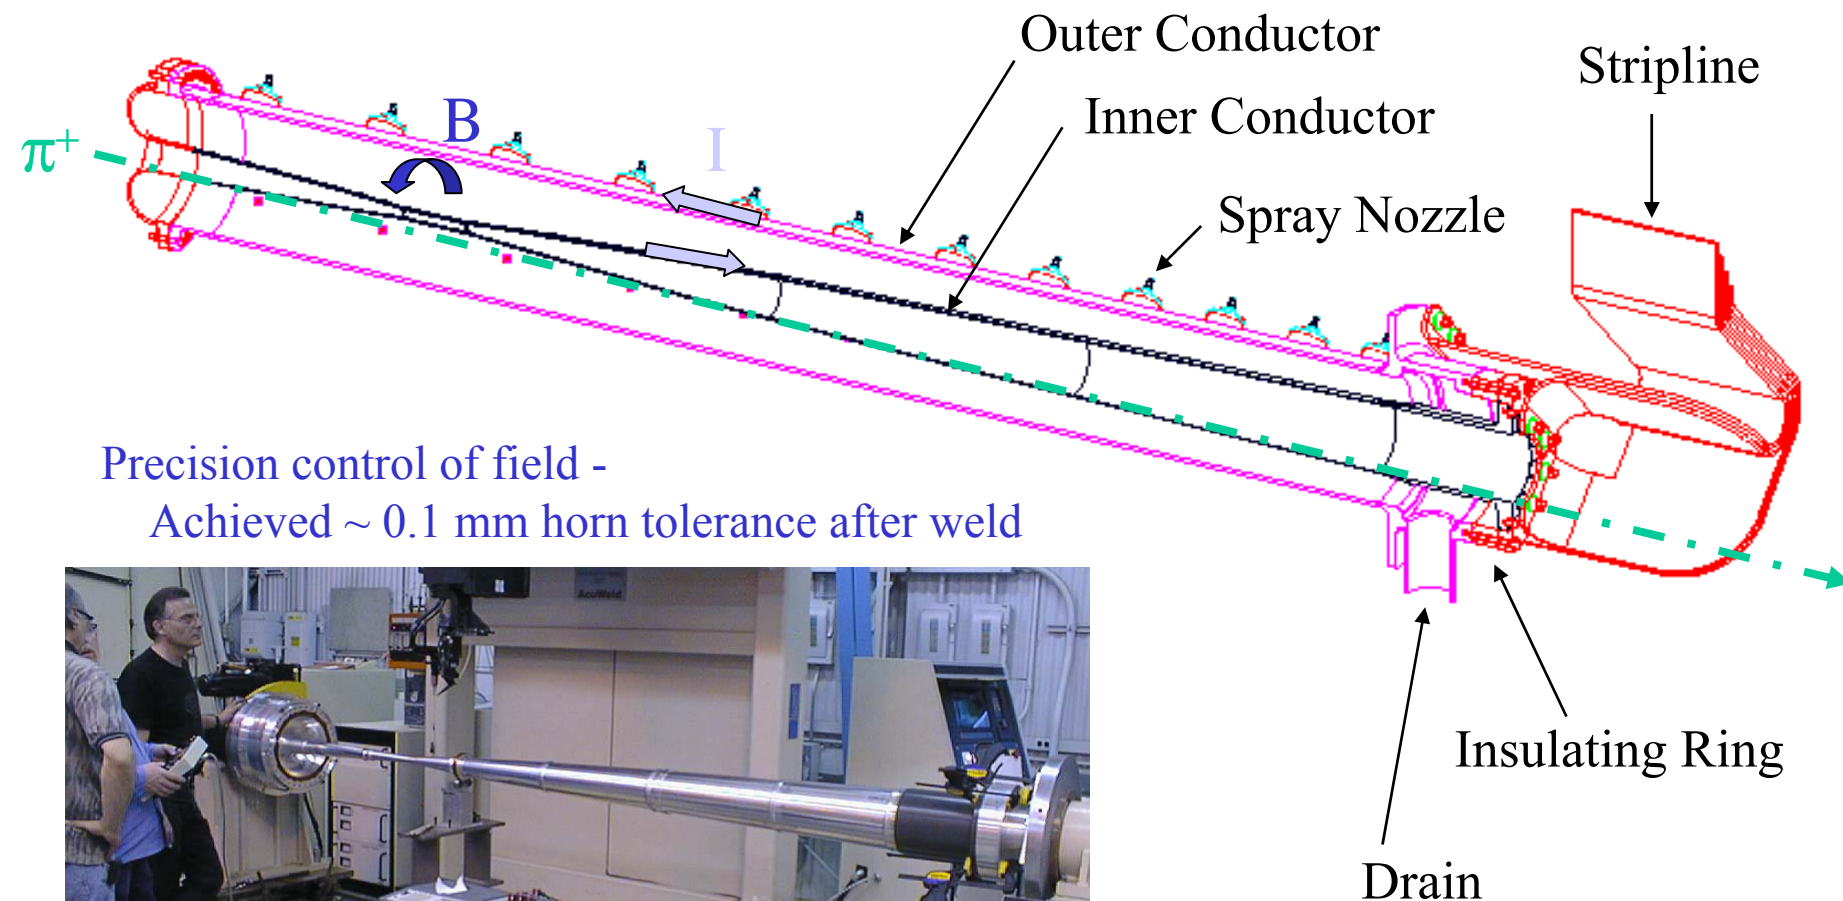 Outer Conductor
Stripline
Inner Conductor
B
I
π+
Spray Nozzle
Precision control of field -
Achieved ~ 0.1 mm horn tolerance after weld
AcuWeld
Insulating Ring
Drain